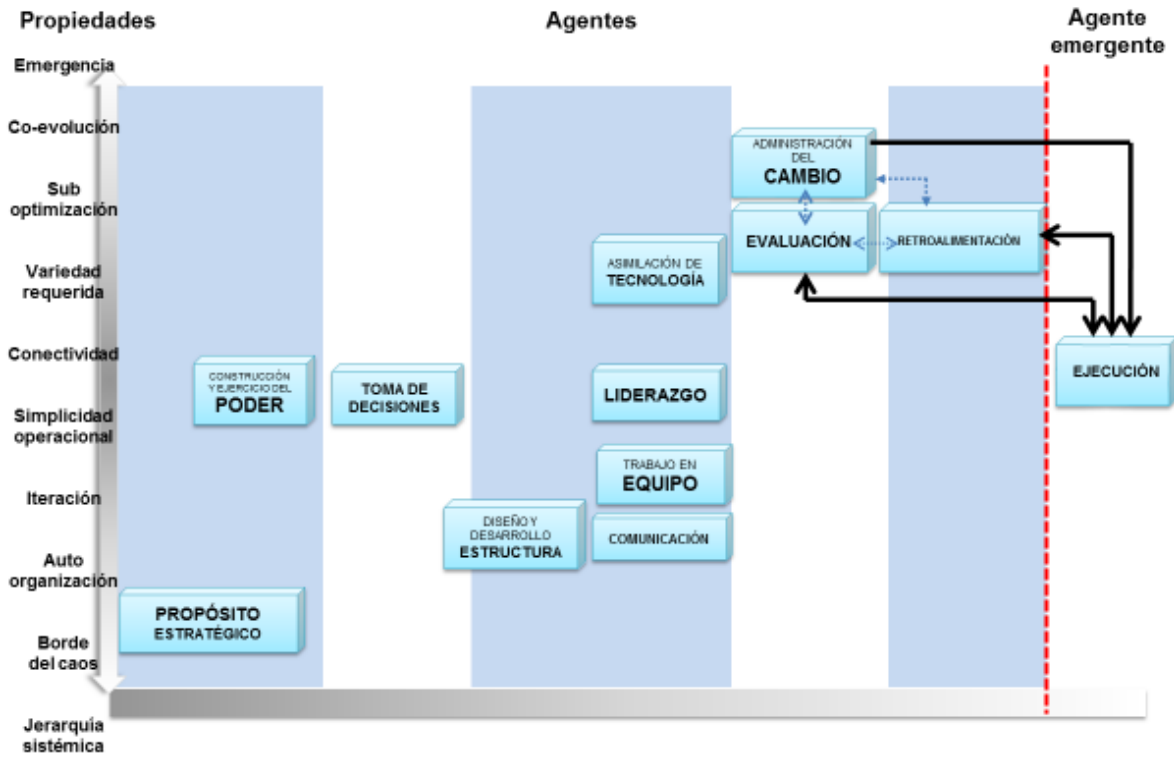 Propiedades
Agentes
Agente
emergente
Emergencia
Co-evolución
Sub
optimización
Variedad
requerida
Conectividad
Simplicidad
operacional
Iteración
Auto
organización
Borde
del caos
Jerarquía
sistémica
ADMINISTRACIÓN
DEL
CAMBIO
EVALUACIÓN
RETROALIMENTACIÓN
ASIMILACIÓN DE
TECNOLOGÍA
CONSTRUCCIÓN
Y EJERCICIO DEL
PODER
TOMA DE
DECISIONES
LIDERAZGO
EJECUCIÓN
TRABAJO EN
EQUIPO
DISEÑO Y
DESARROLLO
ESTRUCTURA
COMUNICACIÓN
PROPÓSITO
ESTRATÉGICO